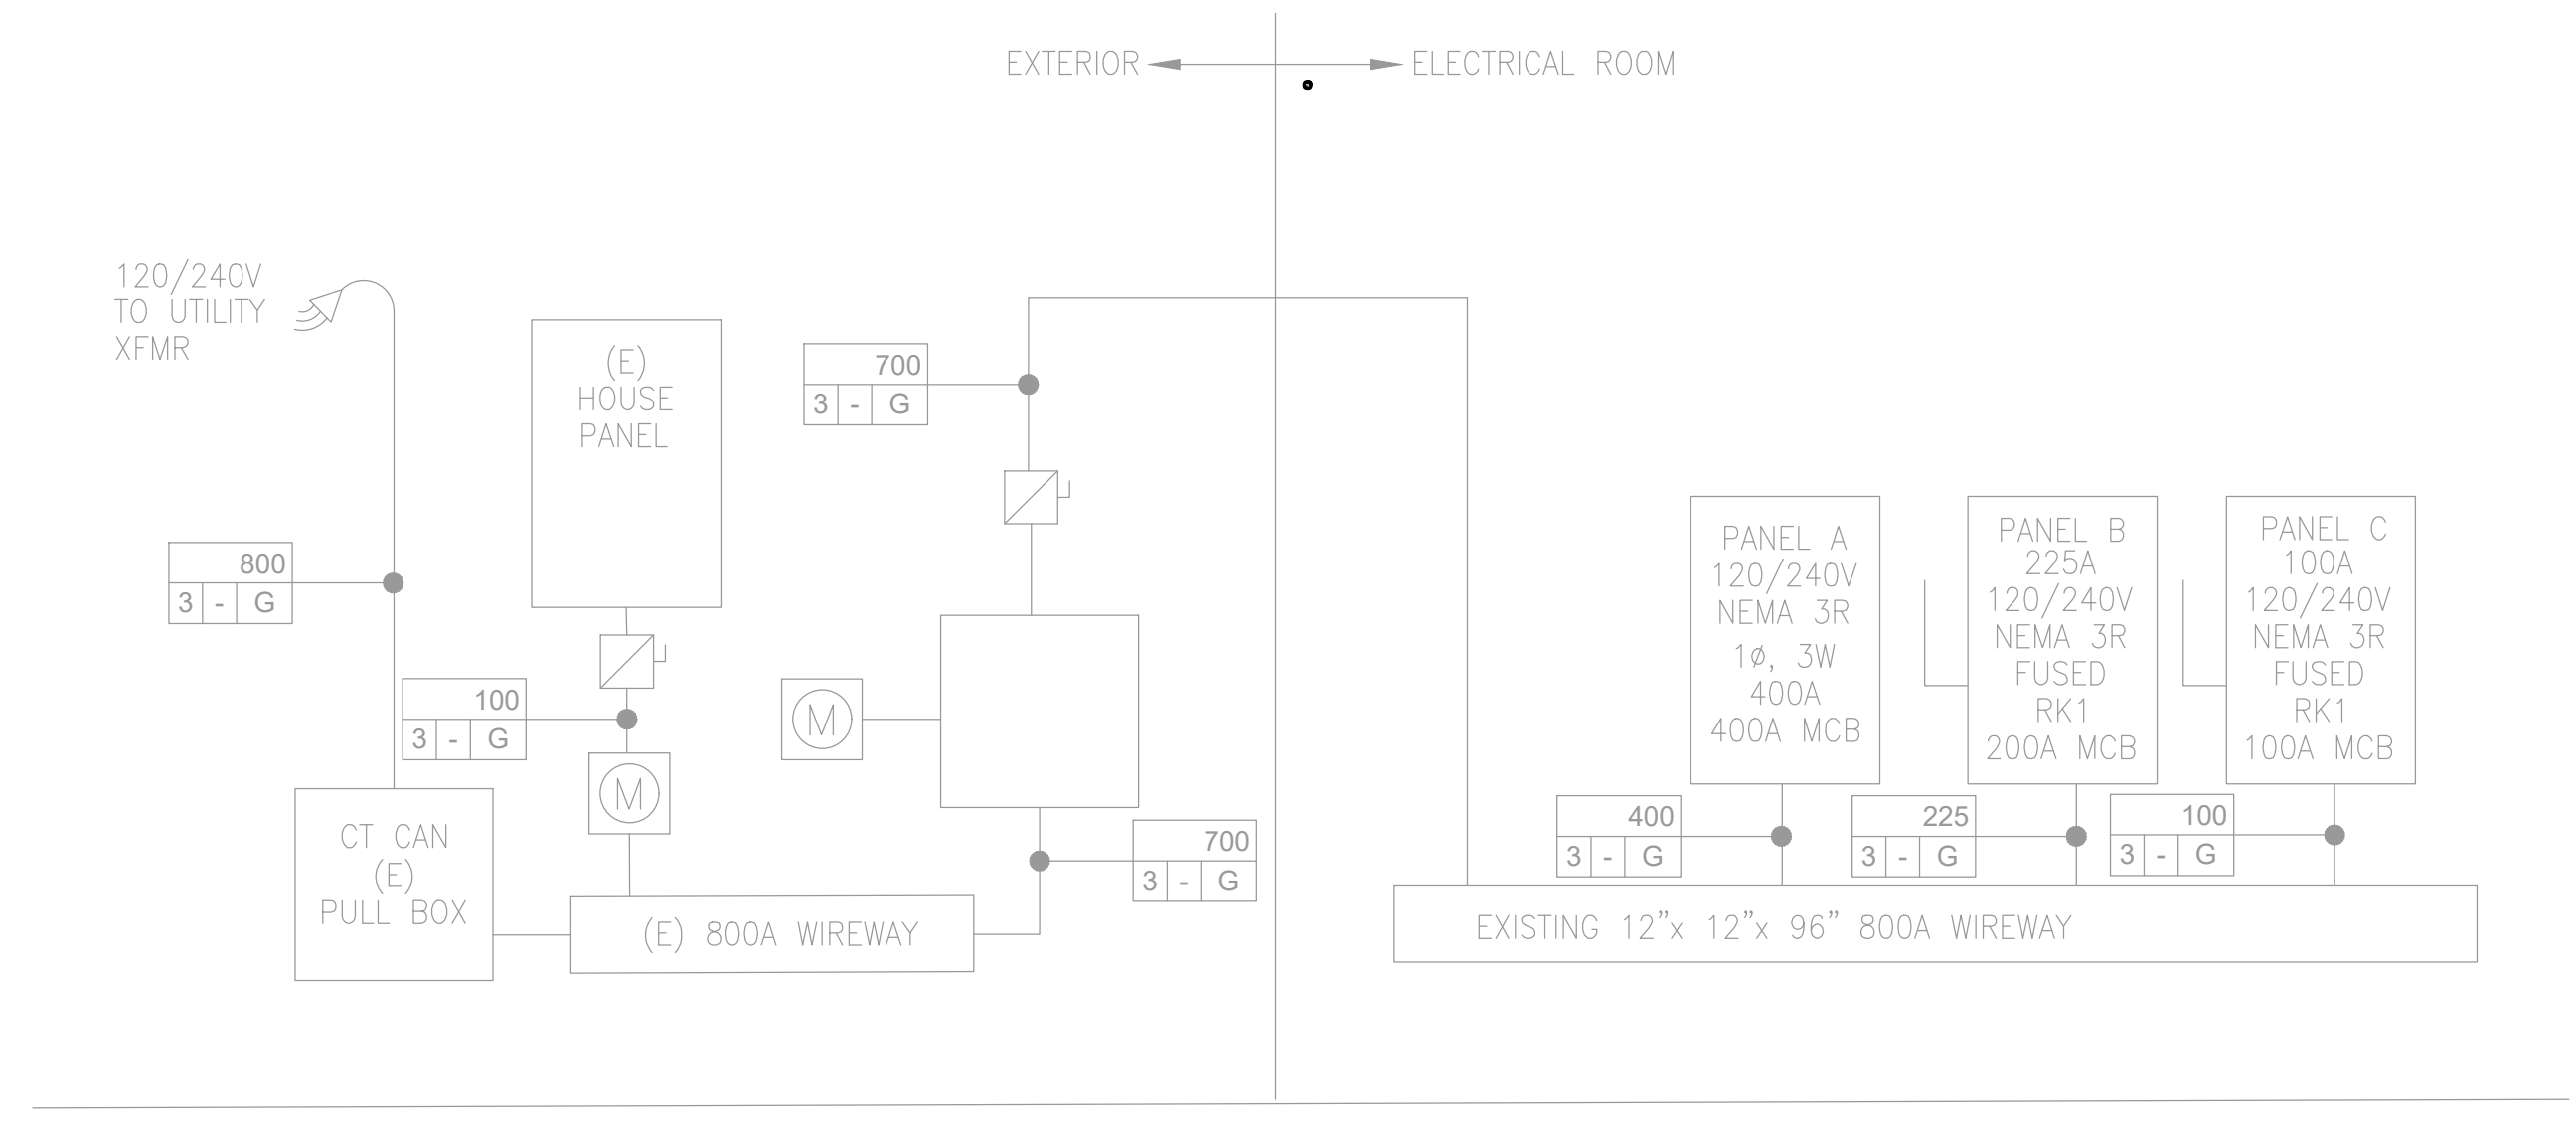 EXTERIOR
ELECTRICAL ROOM
120/240V
TO UTILITY
XFMR
(E)
HOUSE
PANEL
700
3 - G
800
3 - G
100
3 - G
M
M
CT CAN
(E)
PULL BOX
(E) 800A WIREWAY
700
3 - G
PANEL A
120/240V
NEMA 3R
1ø, 3W
400A
400A MCB
PANEL B
225A
120/240V
NEMA 3R
FUSED
RK1
200A MCB
PANEL C
100A
120/240V
NEMA 3R
FUSED
RK1
100A MCB
400
3 - G
225
3 - G
100
3 - G
EXISTING 12”x 12”x 96” 800A WIREWAY